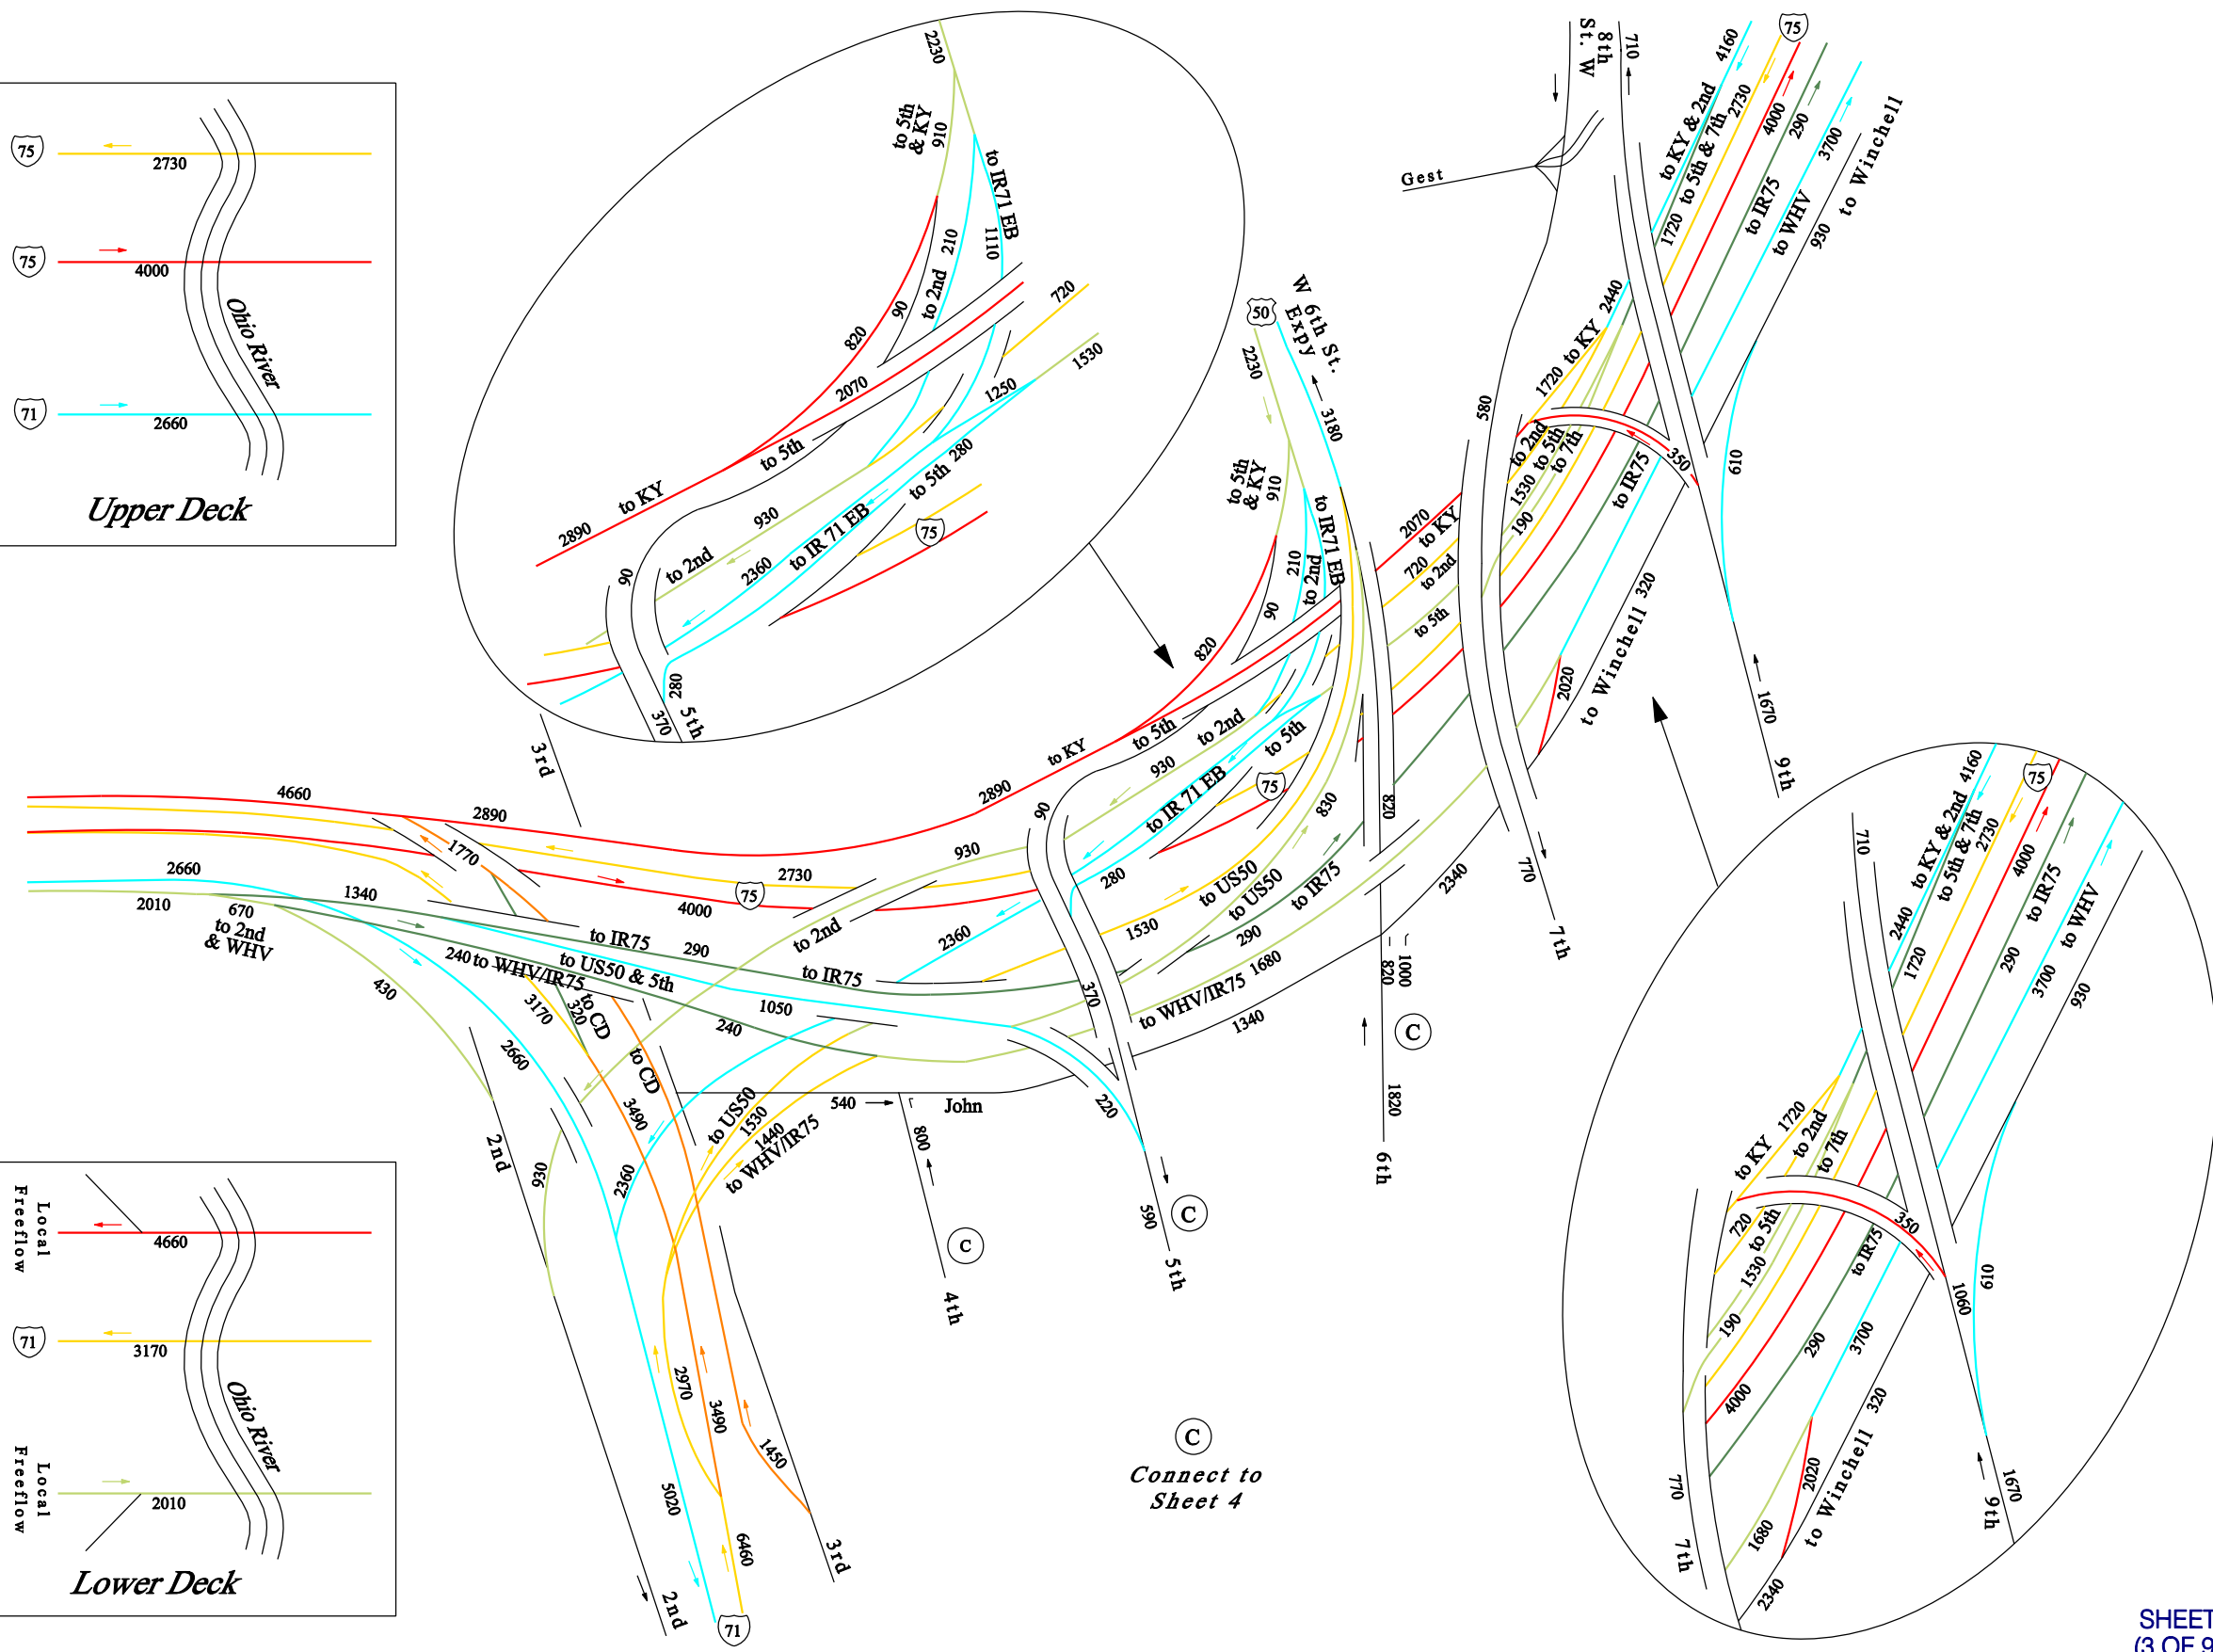 75
2730
75
4000
Ohio River
71
2660
Upper Deck
2230
to 5th
& KY
910
to IR71 EB
1110
210
to 2nd
90
820
2070
720
1530
1250
to 5th
280
to 5th
to KY
2890
930
to IR 71 EB
75
to 2nd
2360
90
280
370
5th
3rd
8th
St. W
710
Gest
4160
75
to KY & 2nd
2730
to 5th & 7th
1720
4000
290
3700
to IR75
to WHV
930
to Winchell
2440
1720 to KY
580
to 2nd
to 5th
to 7th
1530
190
350
to IR75
610
50
W 6th St.
Expy
2230
3180
to 5th
& KY
910
to IR71 EB
210
to 2nd
90
820
2070
to KY
720
to 2nd
to 5th
320
to Winchell
2020
1670
9th
to KY
to 5th
to 2nd
to 5th
2890
930
to IR 71 EB
75
90
830
820
2340
770
7th
4660
2890
1770
930
2730
75
4000
280
to US50
to US50
to IR75
2660
1340
2010
670
to 2nd
& WHV
to IR75
290
to 2nd
2360
1530
290
1680
820
1000
240
to WHV/IR75
to US50 & 5th
to IR75
430
3170
320
to CD
1050
240
370
to WHV/IR75
1340
C
2660
to CD
3490
to US50
1530
1440
to WHV/IR75
540
John
220
1820
6th
800
2nd
930
2360
590
C
5th
C
4th
2970
3490
1450
5020
6460
3rd
2nd
71
C
Connect to
Sheet 4
Local
Freeflow
4660
71
3170
Ohio River
Local
Freeflow
2010
Lower Deck
710
4160
75
to KY & 2nd
to 5th & 7th
2730
4000
to IR75
to WHV
2440
1720
290
3700
930
1720
to KY
to 2nd
to 7th
720
to 5th
350
1530
to IR75
190
1060
610
290
3700
4000
320
770
2020
to Winchell
1670
9th
1680
7th
2340
SHEET
(3 OF 9